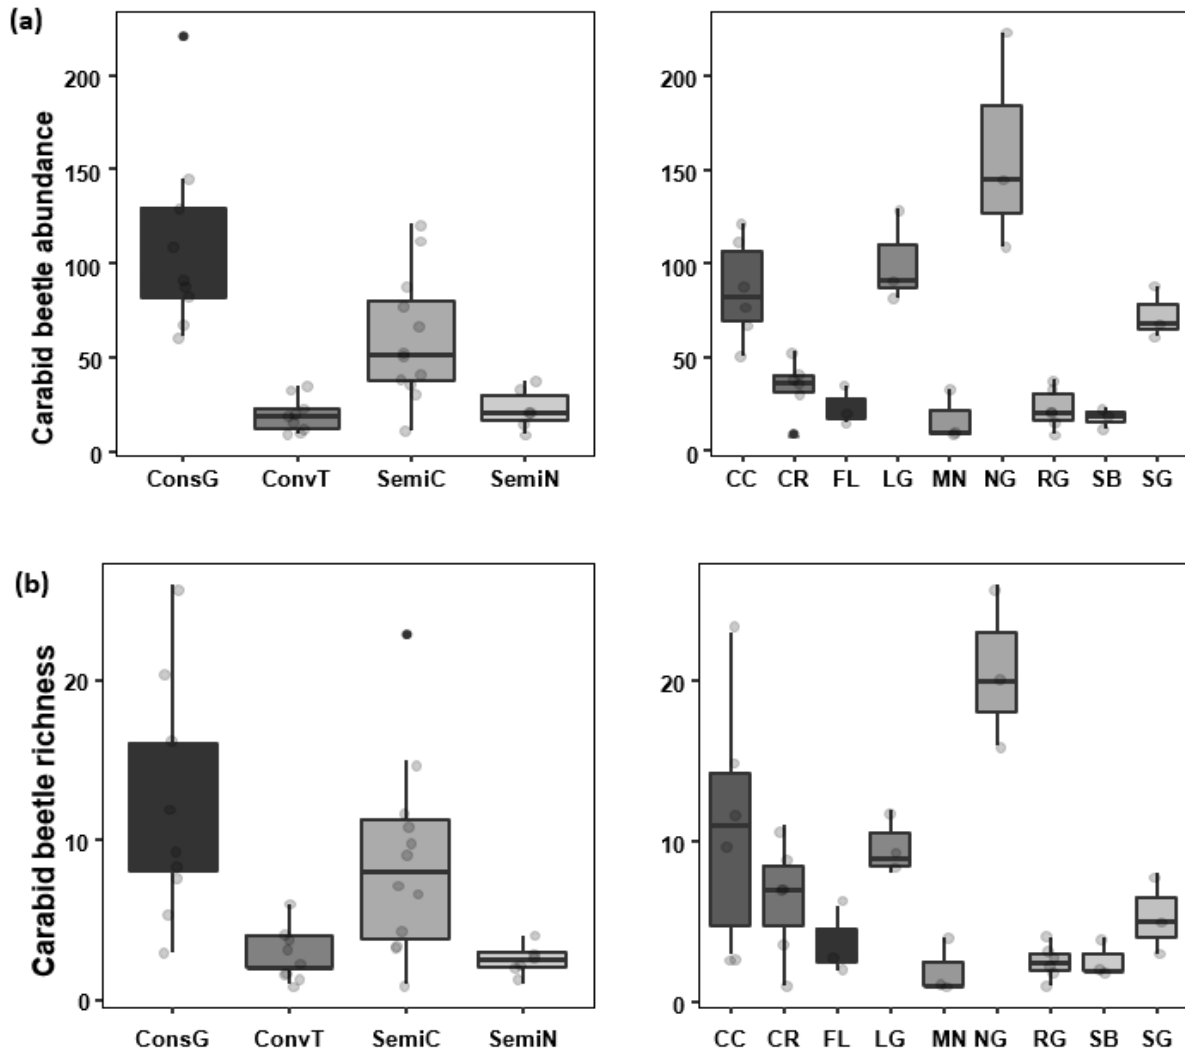 (a)
Carabid beetle abundance
200
150
100
50
0
ConsG ConvT SemiC SemiN
200
150
100
50
0
CC CR FL LG MN NG RG SB SG
(b)
Carabid beetle richness
20
10
0
ConsG ConvT SemiC SemiN
20
10
0
CC CR FL LG MN NG RG SB SG